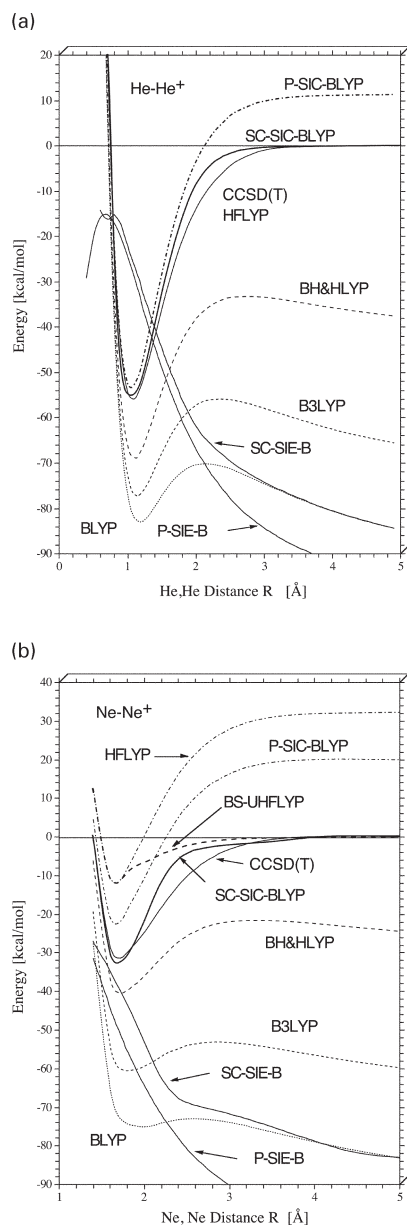 (a)
20
10
0
-10
-20
-30
-40
-50
-60
-70
-80
-90
Energy [kcal/mol]
He-He+
P-SIC-BLYP
SC-SIC-BLYP
CCSD(T)
HFLYP
BH&HLYP
B3LYP
SC-SIE-B
BLYP
P-SIE-B
0 1 2 3 4 5
He,He Distance R [Å]
(b)
40
30
20
10
0
-10
-20
-30
-40
-50
-60
-70
-80
-90
Energy [kcal/mol]
Ne-Ne+
HFLYP
P-SIC-BLYP
BS-UHFLYP
CCSD(T)
SC-SIC-BLYP
BH&HLYP
B3LYP
SC-SIE-B
BLYP
P-SIE-B
1 2 3 4 5
Ne, Ne Distance R [Å]